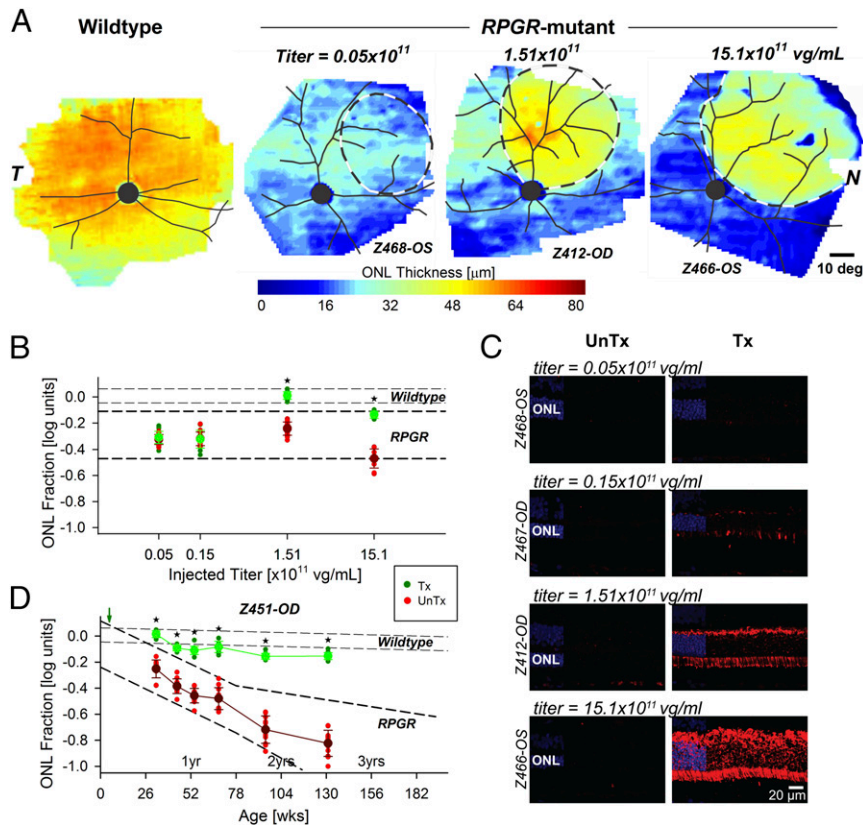 A
Wildtype
RPGR-mutant
Titer = 0.05x10¹¹
1.51x10¹¹
15.1x10¹¹ vg/mL
T
N
Z468-OS
Z412-OD
Z466-OS
10 deg
ONL Thickness [µm]
0 16 32 48 64 80
B
ONL Fraction [log units]
0.0
-0.2
-0.4
-0.6
-0.8
-1.0
★
★
Wildtype
RPGR
0.05
0.15
1.51
15.1
Injected Titer [x10¹¹ vg/mL]
Tx
UnTx
C
UnTx
Tx
titer = 0.05x10¹¹ vg/ml
Z468-OS
ONL
titer = 0.15x10¹¹ vg/ml
Z467-OD
ONL
titer = 1.51x10¹¹ vg/ml
Z412-OD
ONL
titer = 15.1x10¹¹ vg/ml
Z466-OS
ONL
20 µm
D
Z451-OD
ONL Fraction [log units]
0.0
-0.2
-0.4
-0.6
-0.8
-1.0
★ ★ ★ ★ ★ ★
Wildtype
RPGR
1yr 2yrs 3yrs
0 26 52 78 104 130 156 182
Age [wks]